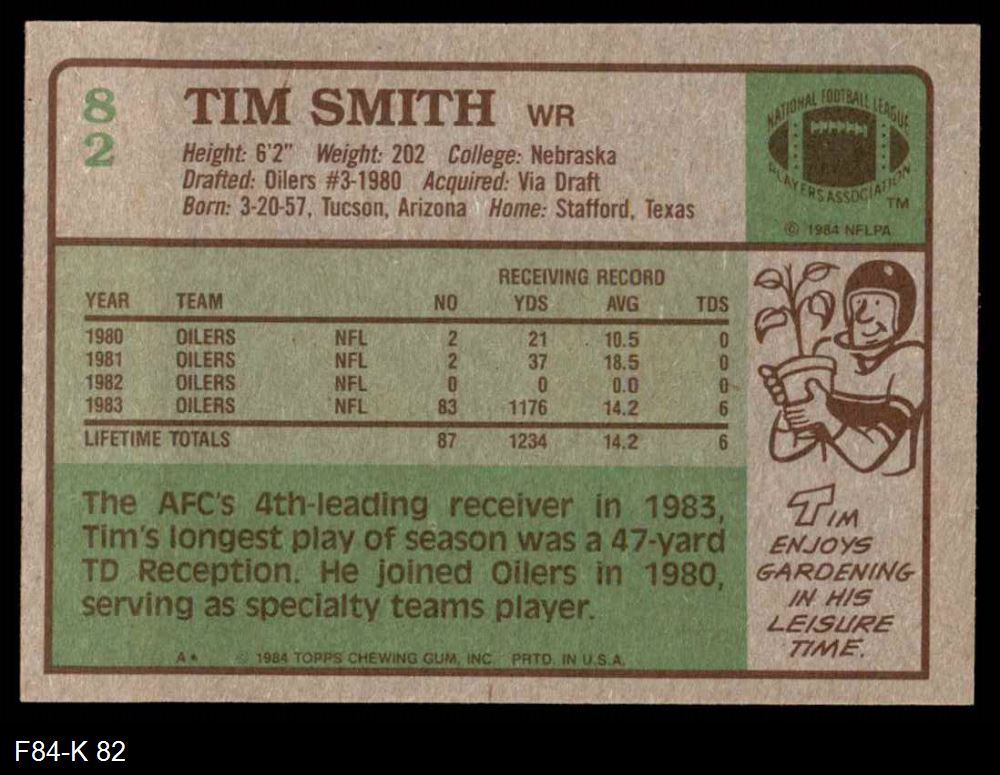 82
TIM SMITH WR
Height: 6'2" Weight: 202 College: Nebraska
Drafted: Oilers #3-1980 Acquired: Via Draft
Born: 3-20-57, Tucson, Arizona Home: Stafford, Texas
NATIONAL FOOTBALL LEAGUE
PLAYERS ASSOCIATION
TM
© 1984 NFLPA
RECEIVING RECORD
YEAR TEAM NO YDS AVG TDS
1980 OILERS NFL 2 21 10.5 0
1981 OILERS NFL 2 37 18.5 0
1982 OILERS NFL 0 0 0.0 0
1983 OILERS NFL 83 1176 14.2 6
LIFETIME TOTALS 87 1234 14.2 6
The AFC's 4th-leading receiver in 1983,
Tim's longest play of season was a 47-yard
TD Reception. He joined Oilers in 1980,
serving as specialty teams player.
TIM
ENJOYS
GARDENING
IN HIS
LEISURE
TIME.
A* © 1984 TOPPS CHEWING GUM, INC. PRTD. IN U.S.A.
F84-K 82